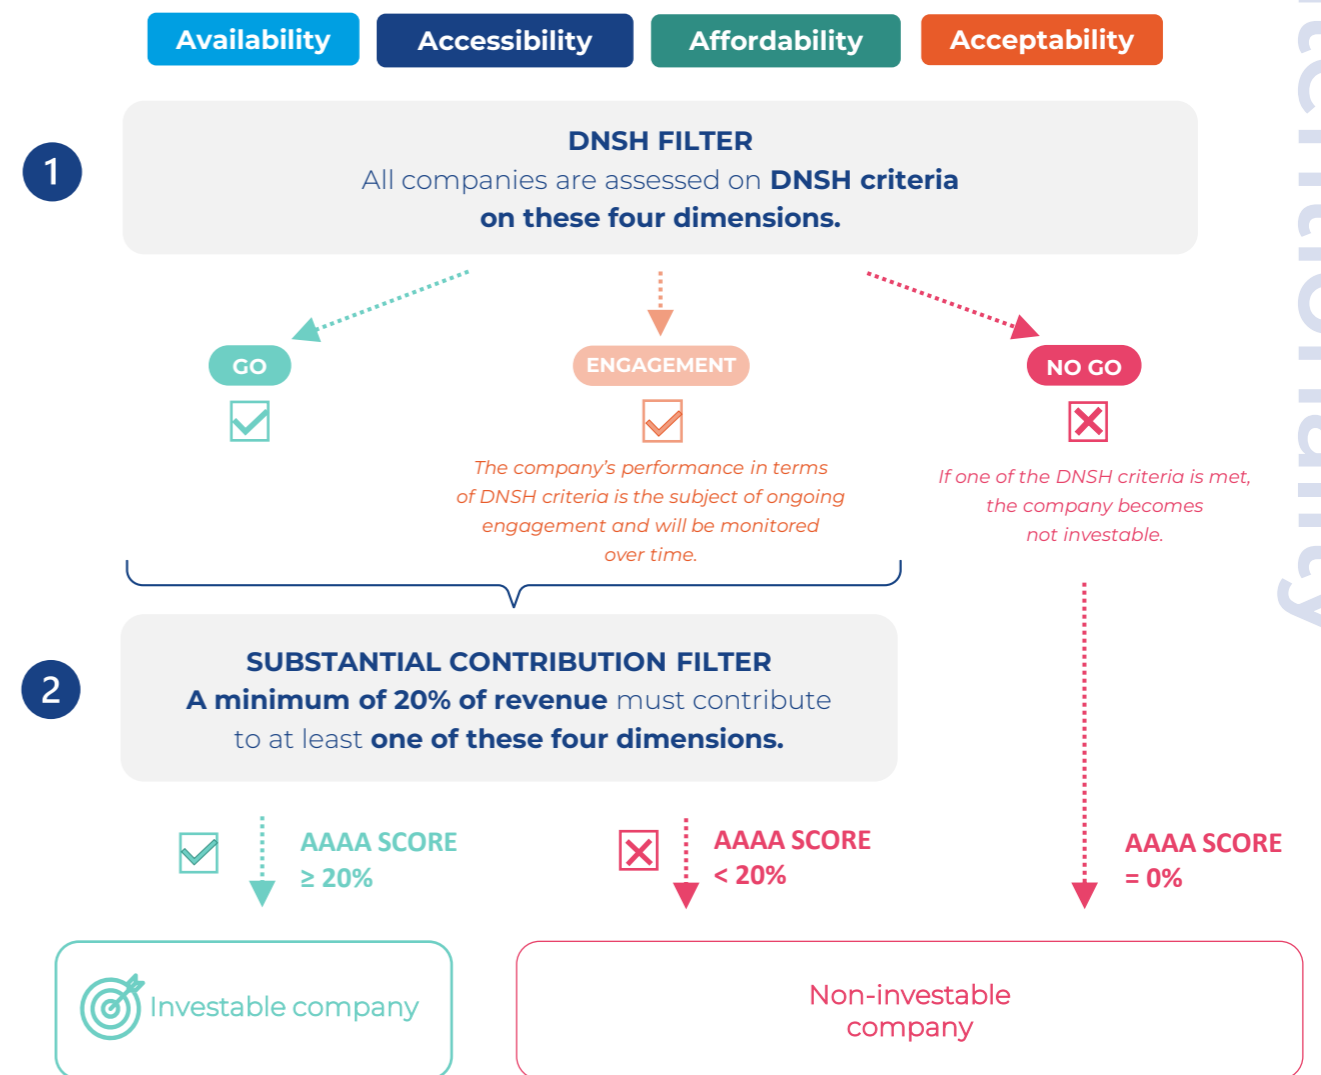 Availability
Accessibility
Affordability
Acceptability
1
DNSH FILTER
All companies are assessed on DNSH criteria
on these four dimensions.
GO
ENGAGEMENT
NO GO
The company's performance in terms
of DNSH criteria is the subject of ongoing
engagement and will be monitored
over time.
If one of the DNSH criteria is met,
the company becomes
not investable.
2
SUBSTANTIAL CONTRIBUTION FILTER
A minimum of 20% of revenue must contribute
to at least one of these four dimensions.
AAAA SCORE
≥ 20%
AAAA SCORE
< 20%
AAAA SCORE
= 0%
Investable company
Non-investable
company